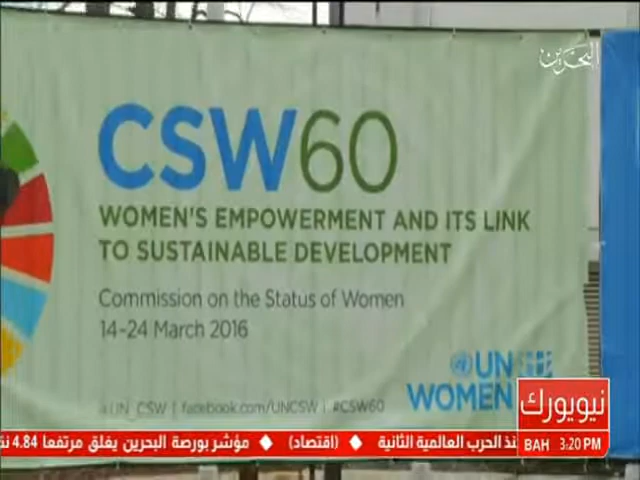 البحرين
CSW60
WOMEN'S EMPOWERMENT AND ITS LINK
TO SUSTAINABLE DEVELOPMENT
Commission on the Status of Women
14-24 March 2016
@UN_CSW | facebook.com/UNCSW | #CSW60
UN
WOMEN
نيويورك
BAH 3:20 PM
الحرب العالمية الثانية ◆ (اقتصاد) ◆ مؤشر بورصة البحرين يغلق مرتفعا 4.84